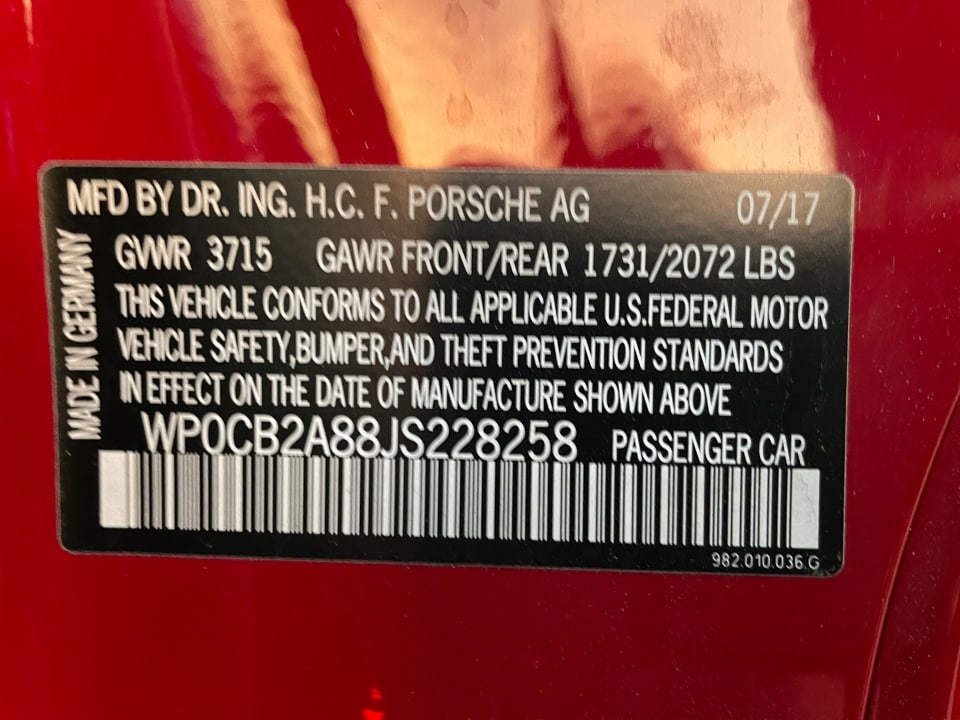 MFD BY DR. ING. H.C. F. PORSCHE AG 07/17
GVWR 3715 GAWR FRONT/REAR 1731/2072 LBS
THIS VEHICLE CONFORMS TO ALL APPLICABLE U.S.FEDERAL MOTOR
VEHICLE SAFETY,BUMPER,AND THEFT PREVENTION STANDARDS
IN EFFECT ON THE DATE OF MANUFACTURE SHOWN ABOVE
WP0CB2A88JS228258 PASSENGER CAR
982.010.036.G
MADE IN GERMANY